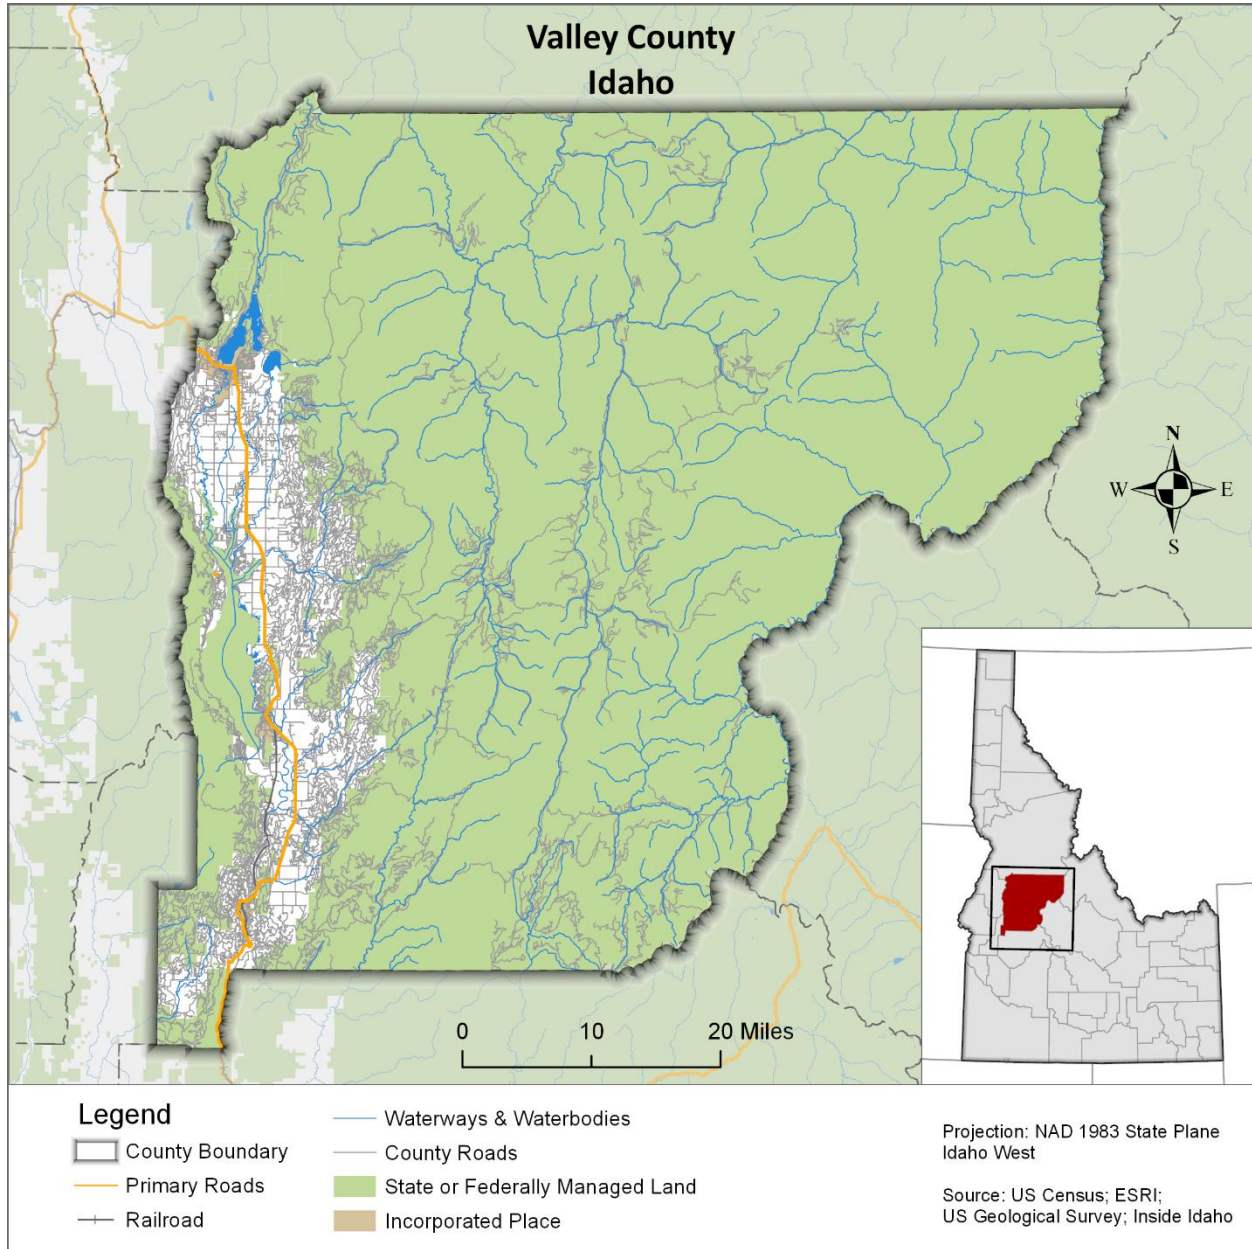 Valley County
Idaho
N
W
E
S
0 10 20 Miles
Legend
County Boundary
Primary Roads
Railroad
Waterways & Waterbodies
County Roads
State or Federally Managed Land
Incorporated Place
Projection: NAD 1983 State Plane
Idaho West
Source: US Census; ESRI;
US Geological Survey; Inside Idaho